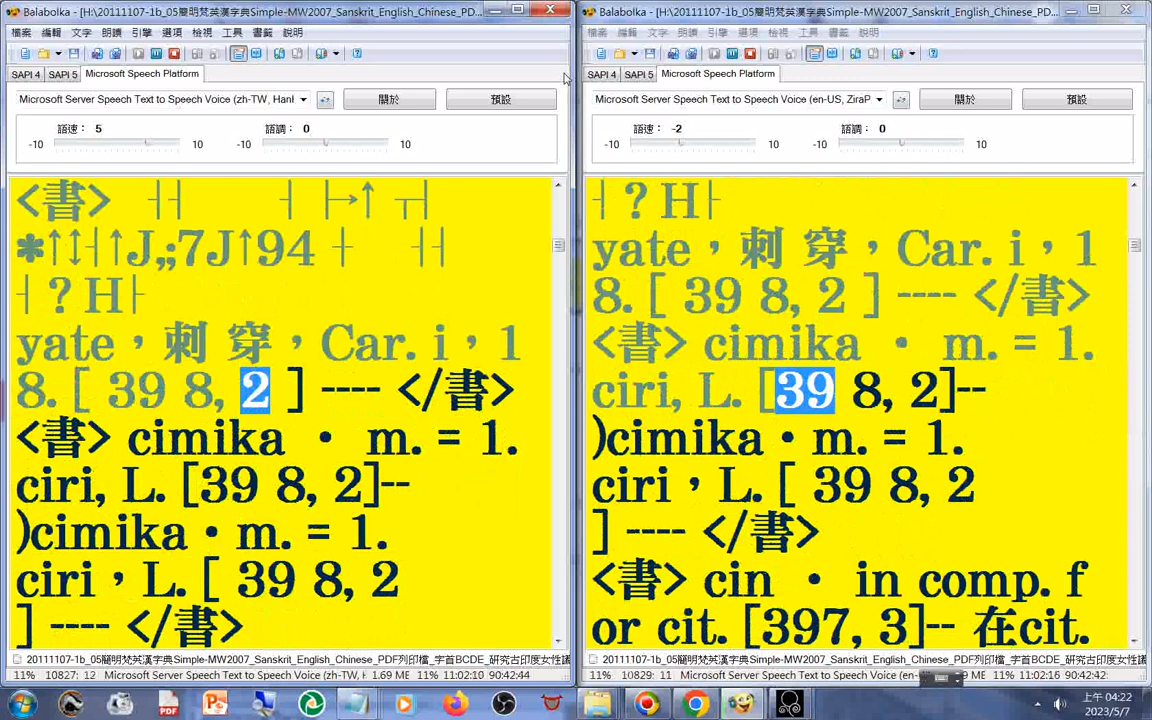 Balabolka - [H:\20111107-1b_05簡明梵英漢字典Simple-MW2007_Sanskrit_English_Chinese_PD...
檔案 編輯 文字 朗讀 引擎 選項 檢視 工具 書籤 說明
SAPI 4 SAPI 5 Microsoft Speech Platform
Microsoft Server Speech Text to Speech Voice (zh-TW, Hanl 關於 預設
語速： 5 語調： 0
-10 10 -10 10
<書> ┤┤ ┤ ├→↑ ┬┤
✱↑↕┤↑J„;7J↑94 ┼ ┤┤
┤? H├
yate，刺 穿，Car. i，1
8. [ 39 8, 2 ] ---- </書>
<書> cimika • m. = 1.
ciri, L. [39 8, 2]--
)cimika•m. = 1.
ciri，L. [ 39 8, 2
] ---- </書>
20111107-1b_05簡明梵英漢字典Simple-MW2007_Sanskrit_English_Chinese_PDF列印檔_字首BCDE_研究古印度女性議
11% 10827: 12 Microsoft Server Speech Text to Speech Voice (zh-TW, H 1.69 ME 11% 11:02:10 90:42:44
Balabolka - [H:\20111107-1b_05簡明梵英漢字典Simple-MW2007_Sanskrit_English_Chinese_PD...
檔案 編輯 文字 朗讀 引擎 選項 檢視 工具 書籤 說明
SAPI 4 SAPI 5 Microsoft Speech Platform
Microsoft Server Speech Text to Speech Voice (en-US, ZiraP 關於 預設
語速： -2 語調： 0
-10 10 -10 10
┤? H├
yate，刺 穿，Car. i，1
8. [ 39 8, 2 ] ---- </書>
<書> cimika • m. = 1.
ciri, L. [39 8, 2]--
)cimika•m. = 1.
ciri，L. [ 39 8, 2
] ---- </書>
<書> cin • in comp. f
or cit. [397, 3]-- 在cit.
20111107-1b_05簡明梵英漢字典Simple-MW2007_Sanskrit_English_Chinese_PDF列印檔_字首BCDE_研究古印度女性議
11% 10829: 11 Microsoft Server Speech Text to Speech Voice (en-US, 11% 11:02:16 90:42:42
上午 04:22
2023/5/7